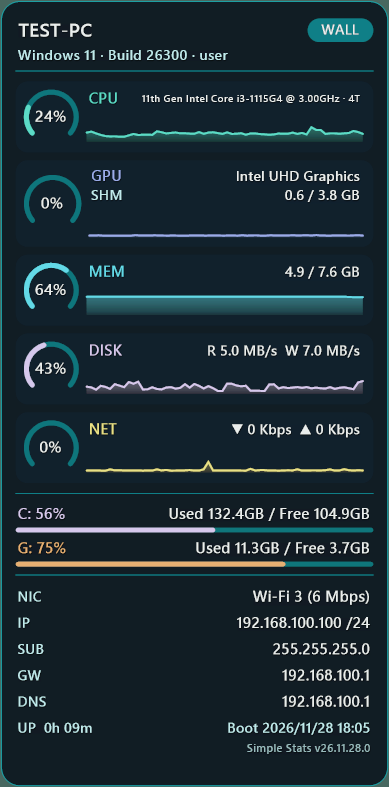 TEST-PC WALL
Windows 11 · Build 26300 · user
24% CPU 11th Gen Intel Core i3-1115G4 @ 3.00GHz · 4T
GPU Intel UHD Graphics
0% SHM 0.6 / 3.8 GB
MEM 4.9 / 7.6 GB
64%
DISK R 5.0 MB/s W 7.0 MB/s
43%
NET ▼ 0 Kbps ▲ 0 Kbps
0%
C: 56% Used 132.4GB / Free 104.9GB
G: 75% Used 11.3GB / Free 3.7GB
NIC Wi-Fi 3 (6 Mbps)
IP 192.168.100.100 /24
SUB 255.255.255.0
GW 192.168.100.1
DNS 192.168.100.1
UP 0h 09m Boot 2026/11/28 18:05
Simple Stats v26.11.28.0